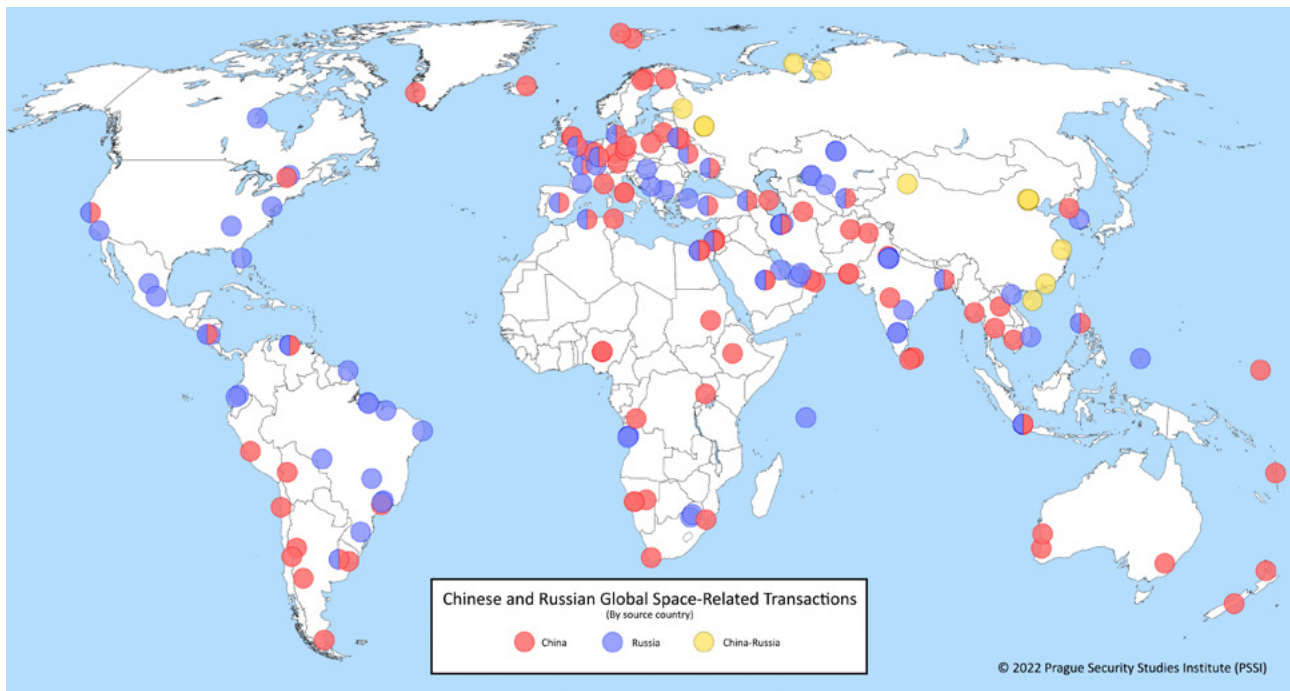 Chinese and Russian Global Space-Related Transactions
(By source country)
China Russia China-Russia
© 2022 Prague Security Studies Institute (PSSI)